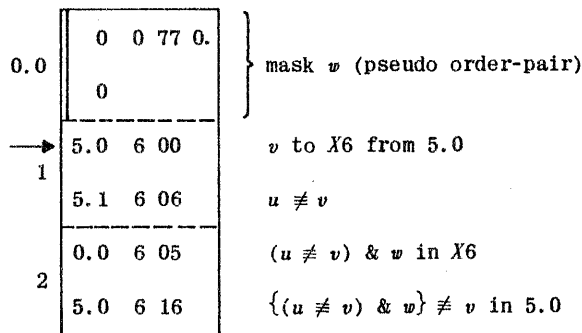 0.0 0 0 77 0. mask w (pseudo order-pair)
0
1 5.0 6 00 v to X6 from 5.0
5.1 6 06 u ≢ v
2 0.0 6 05 (u ≢ v) & w in X6
5.0 6 16 {(u ≢ v) & w} ≢ v in 5.0